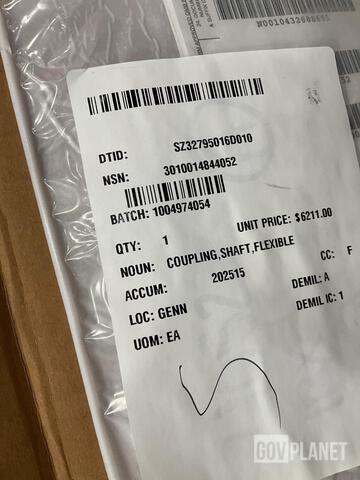 N0010432688695
DTID: SZ32795016D010
NSN: 3010014844052
BATCH: 1004974054
QTY: 1 UNIT PRICE: $6211.00
NOUN: COUPLING,SHAFT,FLEXIBLE
ACCUM: 202515 CC: F
LOC: GENN DEMIL: A
UOM: EA DEMIL IC: 1
GOVPLANET